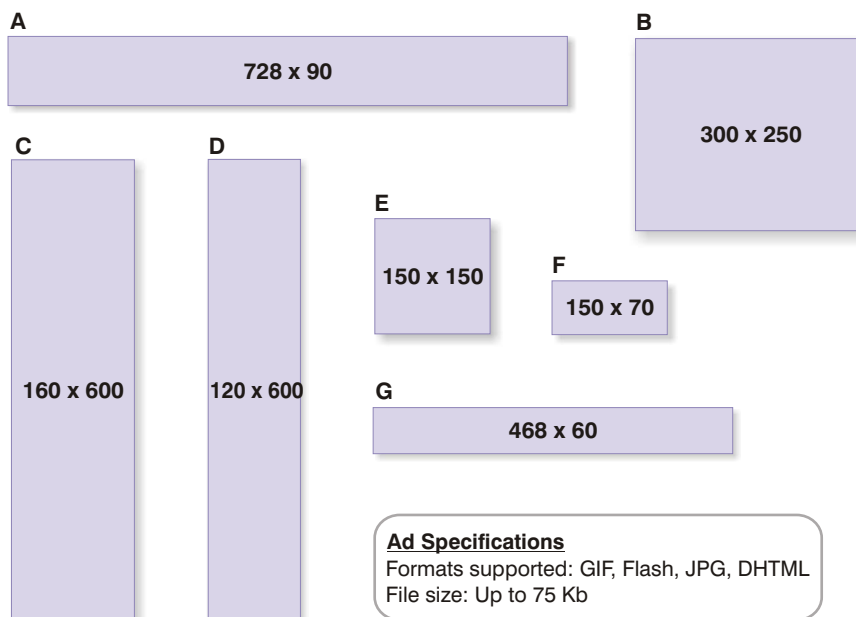 A
728 x 90
B
300 x 250
C
160 x 600
D
120 x 600
E
150 x 150
F
150 x 70
G
468 x 60
Ad Specifications
Formats supported: GIF, Flash, JPG, DHTML
File size: Up to 75 Kb